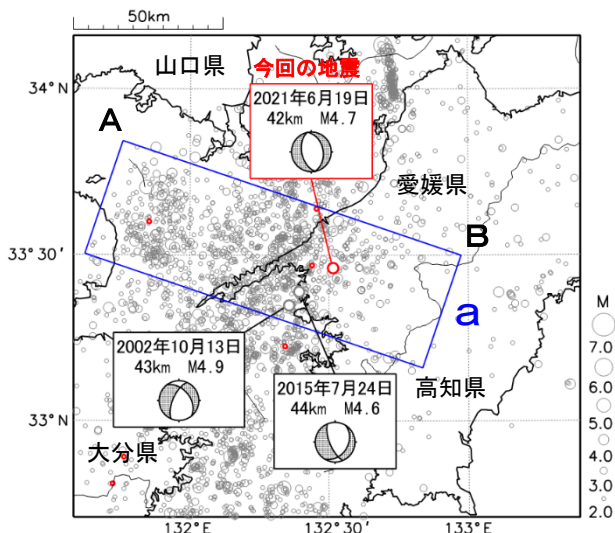 50km
山口県
今回の地震
34°N
2021年6月19日
42km M4.7
A
愛媛県
B
33°30′
a
M
7.0
6.0
5.0
4.0
3.0
2.0
2002年10月13日
43km M4.9
2015年7月24日
44km M4.6
高知県
33°N
大分県
132°E
132°30′
133°E